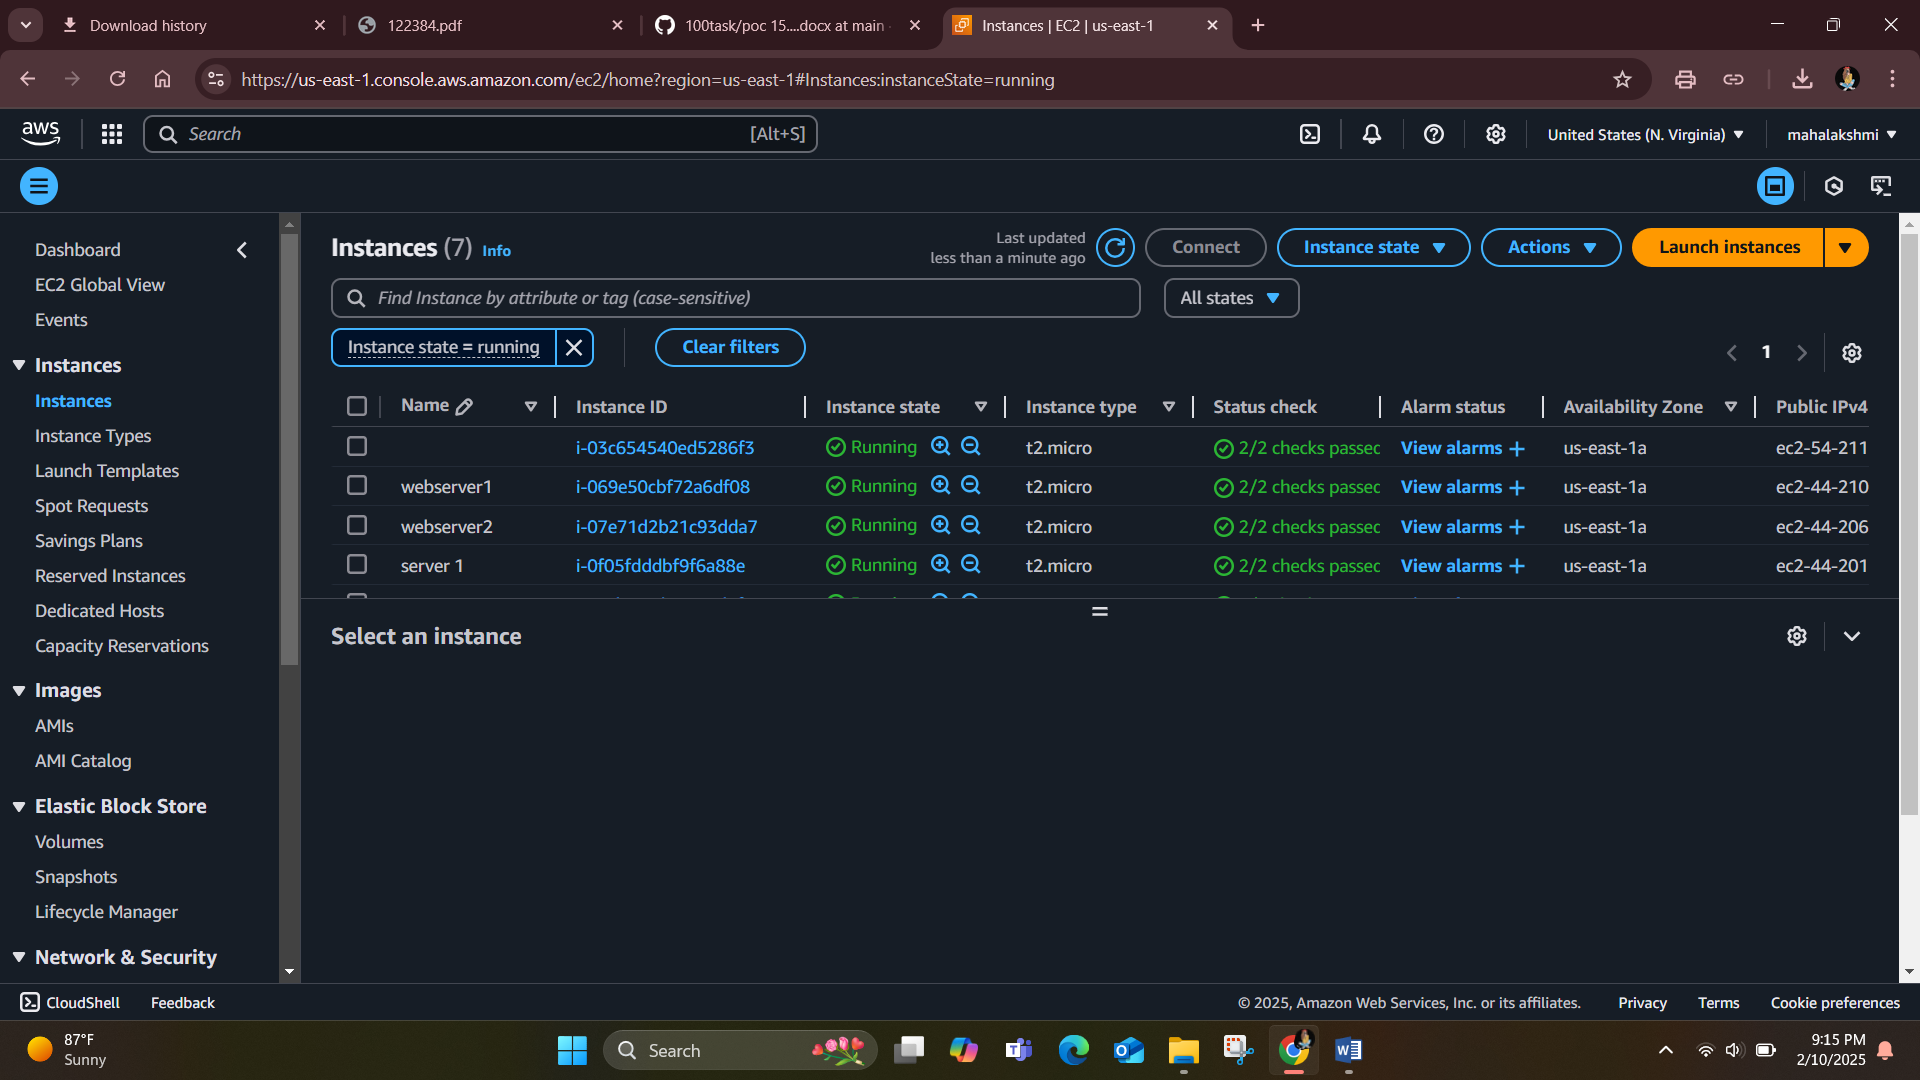 Download history
122384.pdf
100task/poc 15....docx at main
Instances | EC2 | us-east-1
https://us-east-1.console.aws.amazon.com/ec2/home?region=us-east-1#Instances:instanceState=running
aws
Search
[Alt+S]
United States (N. Virginia)
mahalakshmi
Dashboard
EC2 Global View
Events
Instances
Instances
Instance Types
Launch Templates
Spot Requests
Savings Plans
Reserved Instances
Dedicated Hosts
Capacity Reservations
Images
AMIs
AMI Catalog
Elastic Block Store
Volumes
Snapshots
Lifecycle Manager
Network & Security
Instances (7) Info
Last updated
less than a minute ago
Connect
Instance state
Actions
Launch instances
Find Instance by attribute or tag (case-sensitive)
All states
Instance state = running
Clear filters
1
Name Instance ID Instance state Instance type Status check Alarm status Availability Zone Public IPv4
i-03c654540ed5286f3 Running t2.micro 2/2 checks passed View alarms + us-east-1a ec2-54-211
webserver1 i-069e50cbf72a6df08 Running t2.micro 2/2 checks passed View alarms + us-east-1a ec2-44-210
webserver2 i-07e71d2b21c93dda7 Running t2.micro 2/2 checks passed View alarms + us-east-1a ec2-44-206
server 1 i-0f05fdddbf9f6a88e Running t2.micro 2/2 checks passed View alarms + us-east-1a ec2-44-201
Select an instance
CloudShell
Feedback
© 2025, Amazon Web Services, Inc. or its affiliates.
Privacy
Terms
Cookie preferences
87°F
Sunny
Search
9:15 PM
2/10/2025